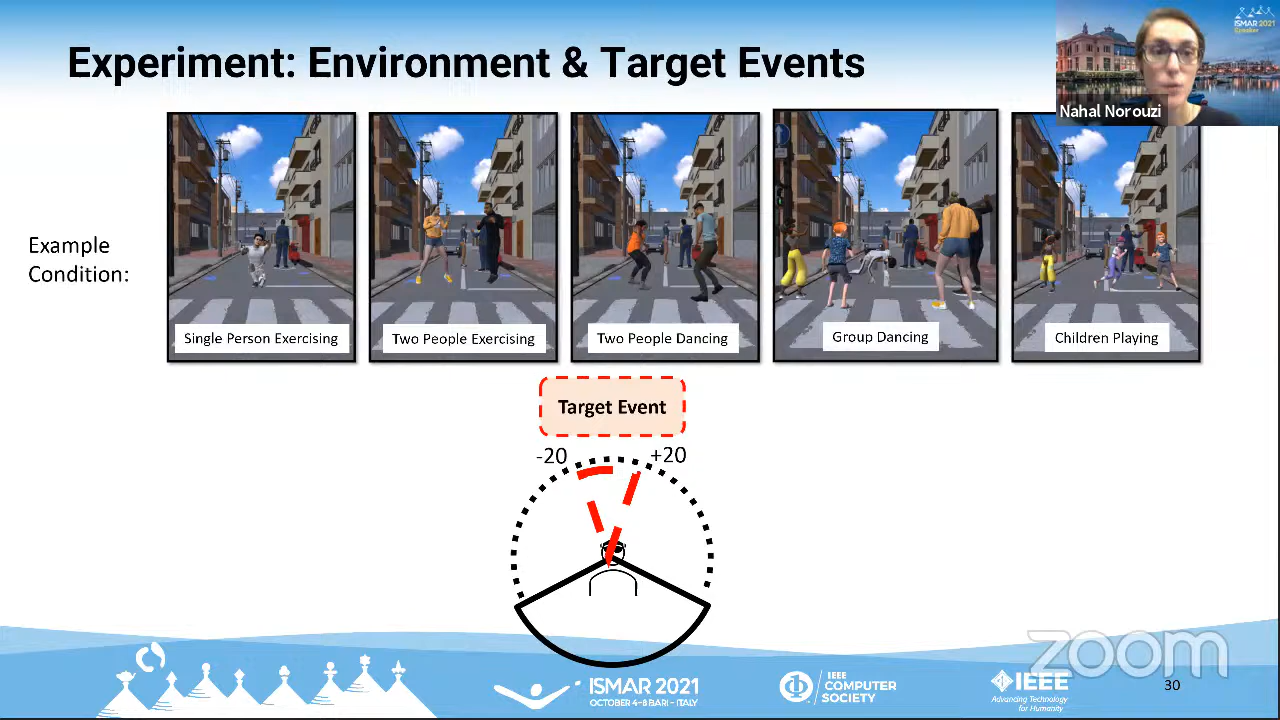 Experiment: Environment & Target Events
ISMAR 2021
Speaker
Nahal Norouzi
Example
Condition:
Single Person Exercising
Two People Exercising
Two People Dancing
Group Dancing
Children Playing
Target Event
-20
+20
zoom
ISMAR 2021
OCTOBER 4-8 BARI - ITALY
IEEE
COMPUTER
SOCIETY
IEEE
Advancing Technology
for Humanity
30